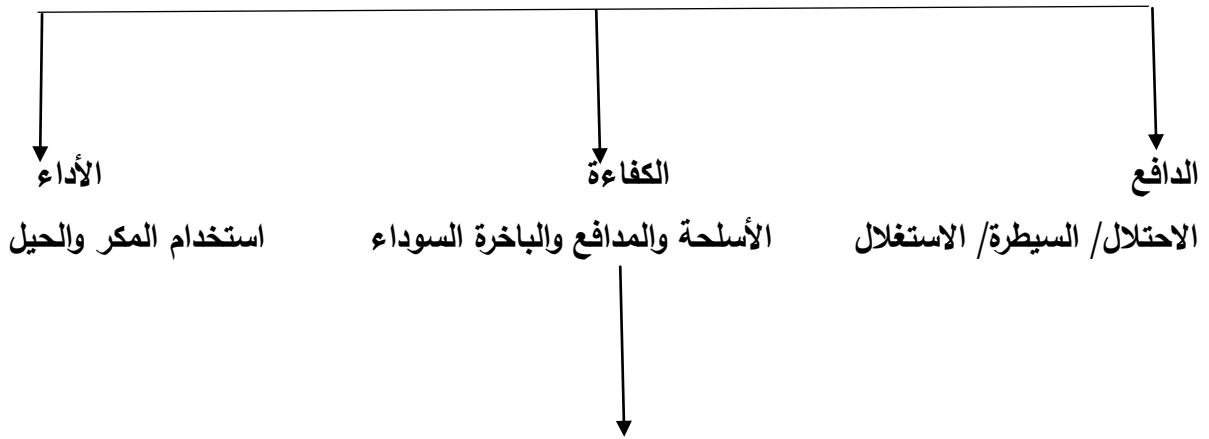 الدافع الكفاءة الأداء
الاحتلال/ السيطرة/ الاستغلال الأسلحة والمدافع والباخرة السوداء استخدام المكر والحيل